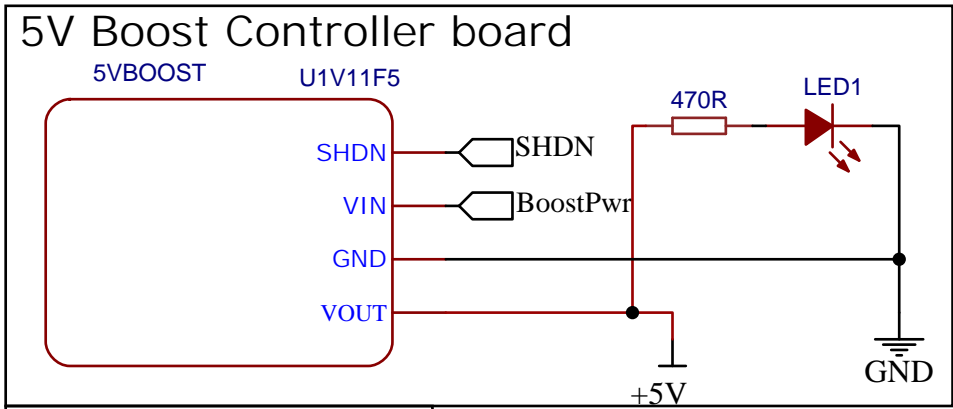 5V Boost Controller board
5VBOOST
U1V11F5
470R
LED1
SHDN
SHDN
VIN
BoostPwr
GND
VOUT
GND
+5V